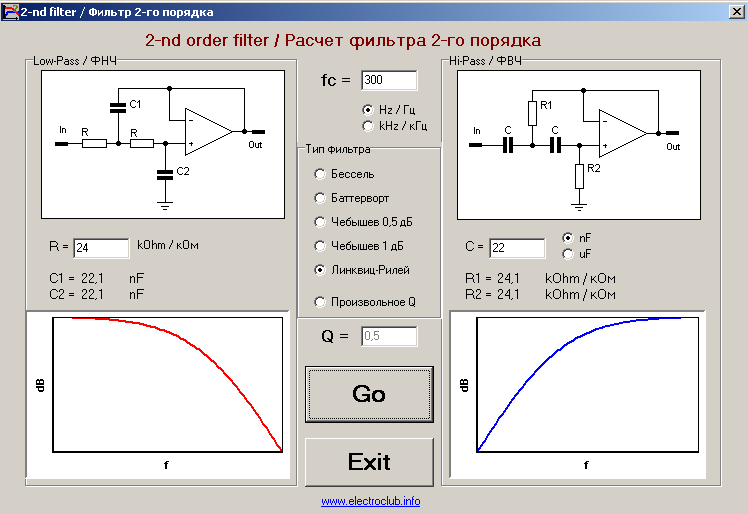 2-nd filter / Фильтр 2-го порядка
2-nd order filter / Расчет фильтра 2-го порядка
Low-Pass / ФНЧ
C1
In
R
R
C2
Out
R = 24 kOhm / кОм
C1 = 22,1 nF
C2 = 22,1 nF
dB
f
fc = 300
Hz / Гц
kHz / кГц
Тип фильтра
Бессель
Баттерворт
Чебышев 0,5 дБ
Чебышев 1 дБ
Линквиц-Рилей
Произвольное Q
Q = 0,5
Go
Exit
www.electroclub.info
Hi-Pass / ФВЧ
R1
In
C
C
R2
Out
C = 22
nF
uF
R1 = 24,1 kOhm / кОм
R2 = 24,1 kOhm / кОм
dB
f